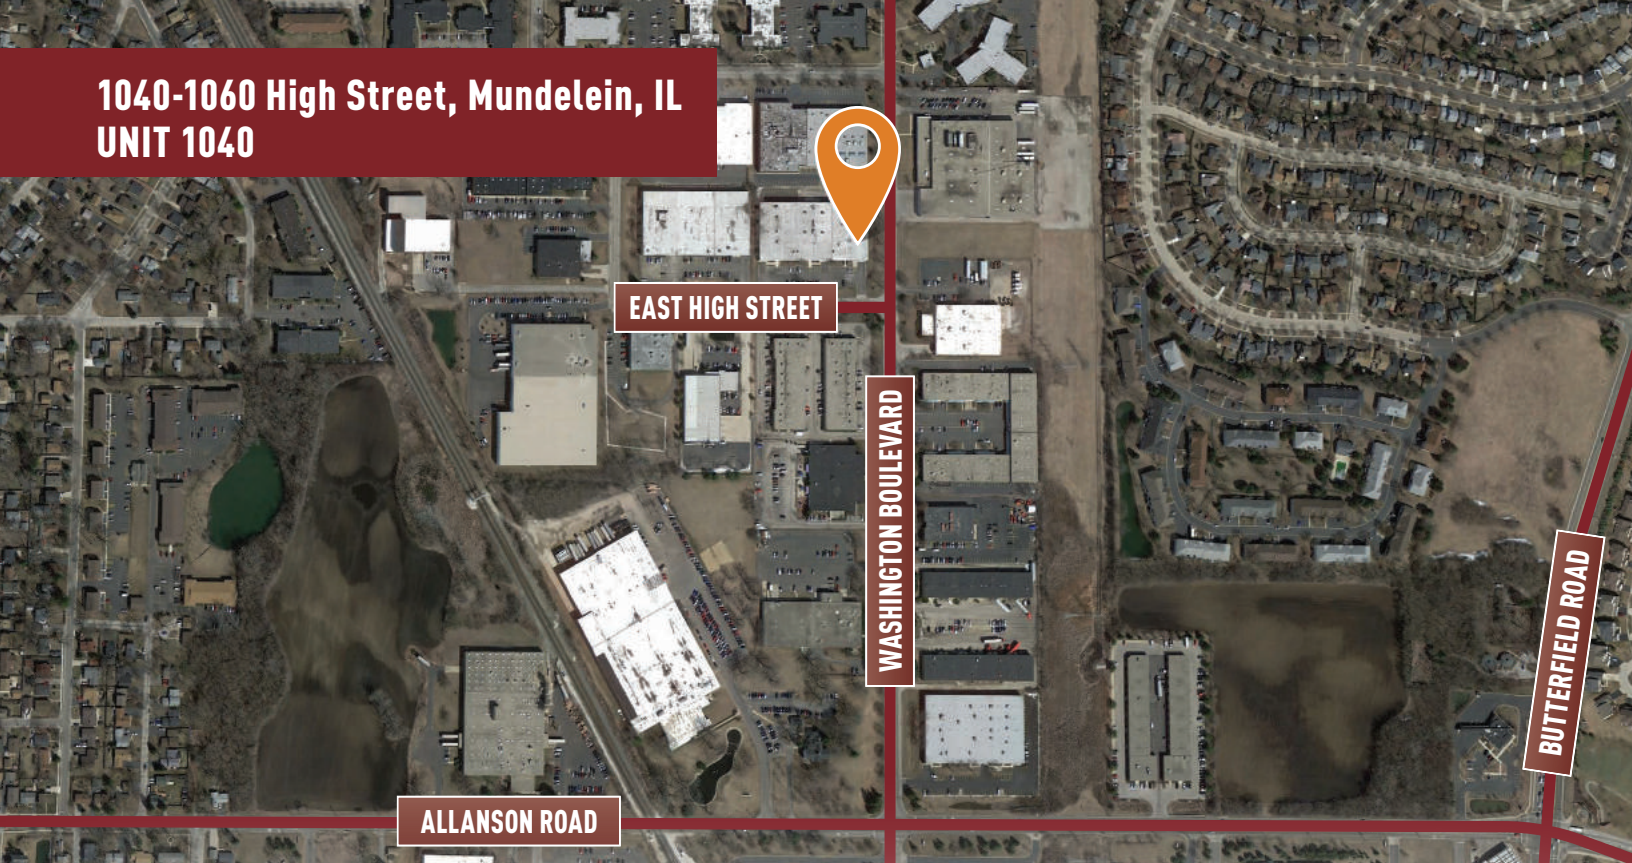 1040-1060 High Street, Mundelein, IL
UNIT 1040
EAST HIGH STREET
WASHINGTON BOULEVARD
BUTTERFIELD ROAD
ALLANSON ROAD